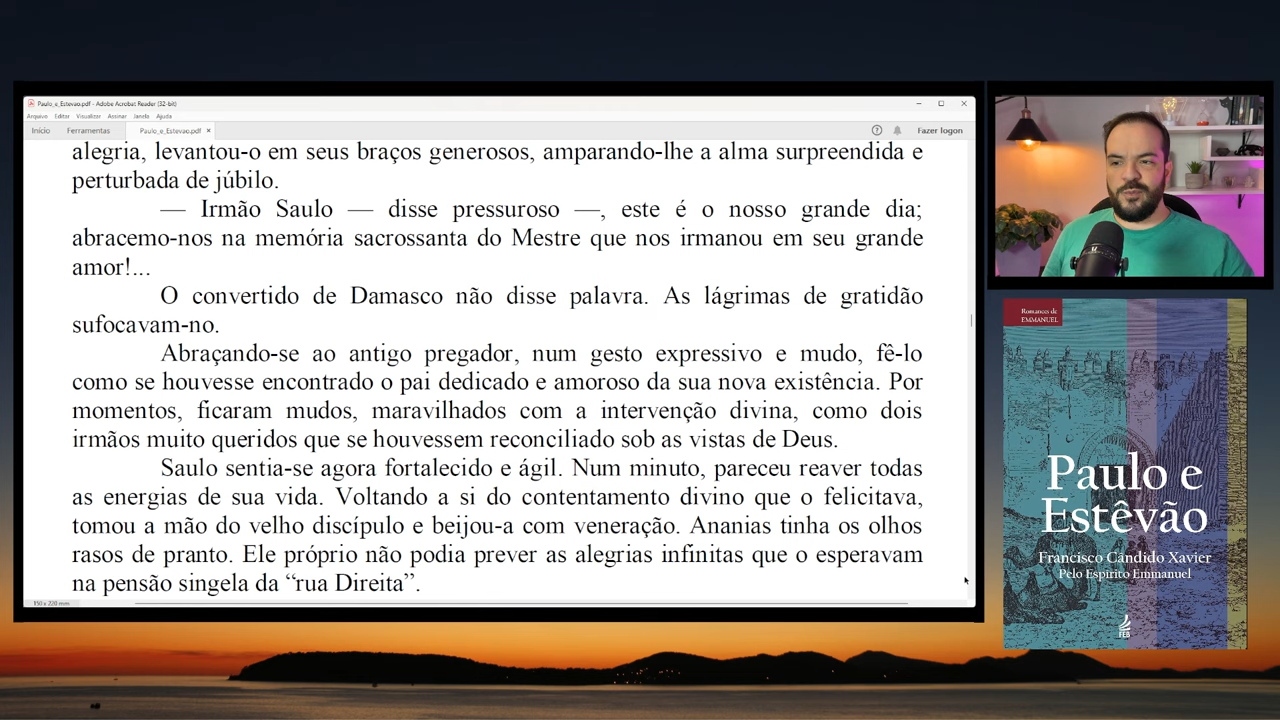 Paulo_e_Estevao.pdf - Adobe Acrobat Reader (32-bit)
Arquivo Editar Visualizar Assinar Janela Ajuda
Início Ferramentas Paulo_e_Estevao.pdf × Fazer logon
alegria, levantou-o em seus braços generosos, amparando-lhe a alma surpreendida e
perturbada de júbilo.
— Irmão Saulo — disse pressuroso —, este é o nosso grande dia;
abracemo-nos na memória sacrossanta do Mestre que nos irmanou em seu grande
amor!...
O convertido de Damasco não disse palavra. As lágrimas de gratidão
sufocavam-no.
Abraçando-se ao antigo pregador, num gesto expressivo e mudo, fê-lo
como se houvesse encontrado o pai dedicado e amoroso da sua nova existência. Por
momentos, ficaram mudos, maravilhados com a intervenção divina, como dois
irmãos muito queridos que se houvessem reconciliado sob as vistas de Deus.
Saulo sentia-se agora fortalecido e ágil. Num minuto, pareceu reaver todas
as energias de sua vida. Voltando a si do contentamento divino que o felicitava,
tomou a mão do velho discípulo e beijou-a com veneração. Ananias tinha os olhos
rasos de pranto. Ele próprio não podia prever as alegrias infinitas que o esperavam
na pensão singela da “rua Direita”.
150 x 220 mm
Romances de
EMMANUEL
Paulo e
Estêvão
Francisco Cândido Xavier
Pelo Espírito Emmanuel
FEB